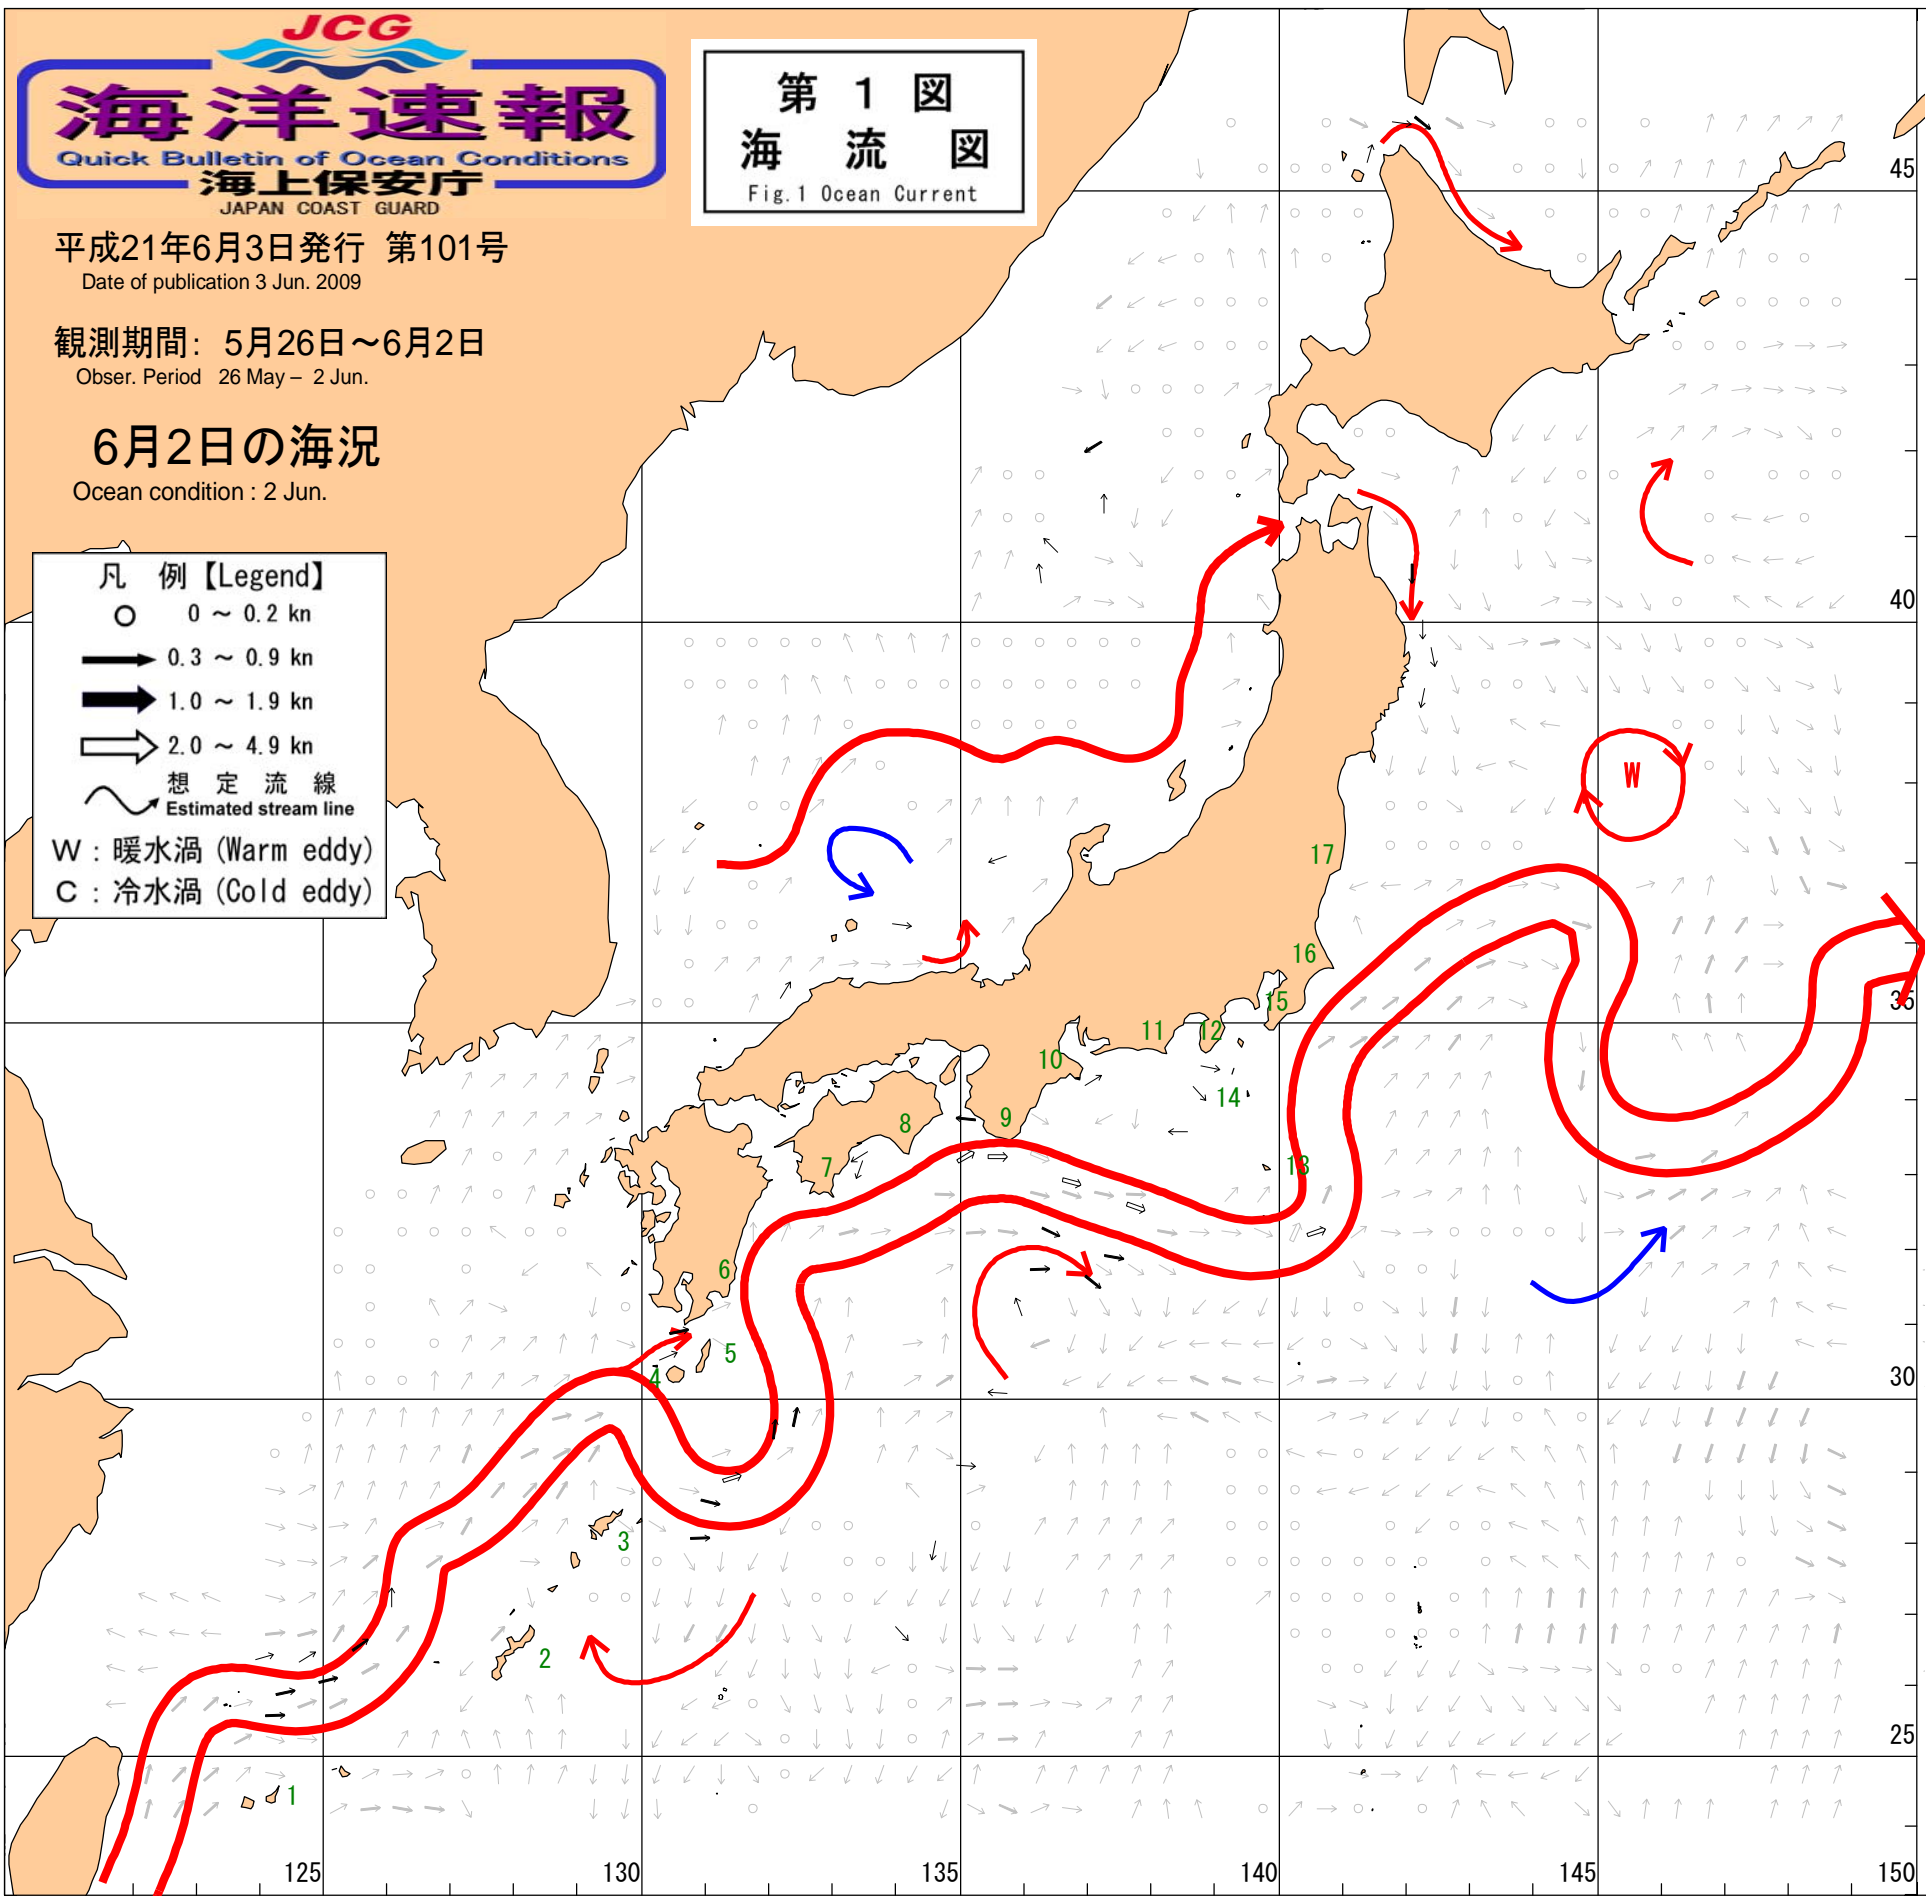 JCG
海洋速報
Quick Bulletin of Ocean Conditions
海上保安庁
JAPAN COAST GUARD
第 1 図
海 流 図
Fig.1 Ocean Current
平成21年6月3日発行 第101号
Date of publication 3 Jun. 2009
観測期間: 5月26日～6月2日
Obser. Period 26 May – 2 Jun.
6月2日の海況
Ocean condition : 2 Jun.
凡 例【Legend】
0 ～ 0.2 kn
0.3 ～ 0.9 kn
1.0 ～ 1.9 kn
2.0 ～ 4.9 kn
想 定 流 線
Estimated stream line
W : 暖水渦 (Warm eddy)
C : 冷水渦 (Cold eddy)
45
40
W
17
16
35
15
12
11
10
14
9
8
7
13
6
5
4
30
3
2
25
1
125
130
135
140
145
150